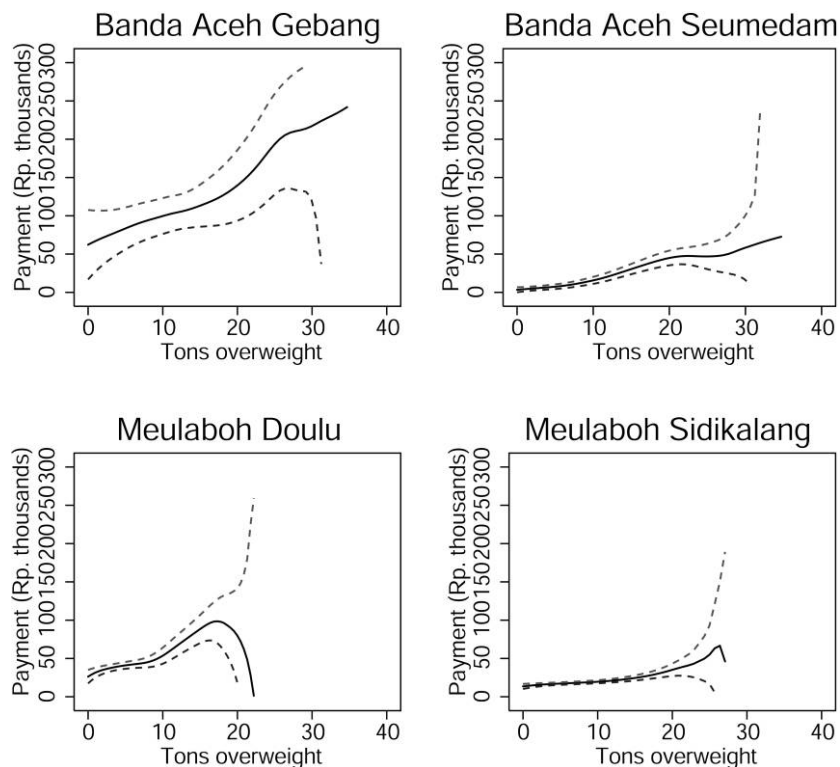 Banda Aceh Gebang
Payment (Rp. thousands)
0 50 100 150 200 250 300
0 10 20 30 40
Tons overweight
Banda Aceh Seumedam
Payment (Rp. thousands)
0 50 100 150 200 250 300
0 10 20 30 40
Tons overweight
Meulaboh Doulu
Payment (Rp. thousands)
0 50 100 150 200 250 300
0 10 20 30 40
Tons overweight
Meulaboh Sidikalang
Payment (Rp. thousands)
0 50 100 150 200 250 300
0 10 20 30 40
Tons overweight